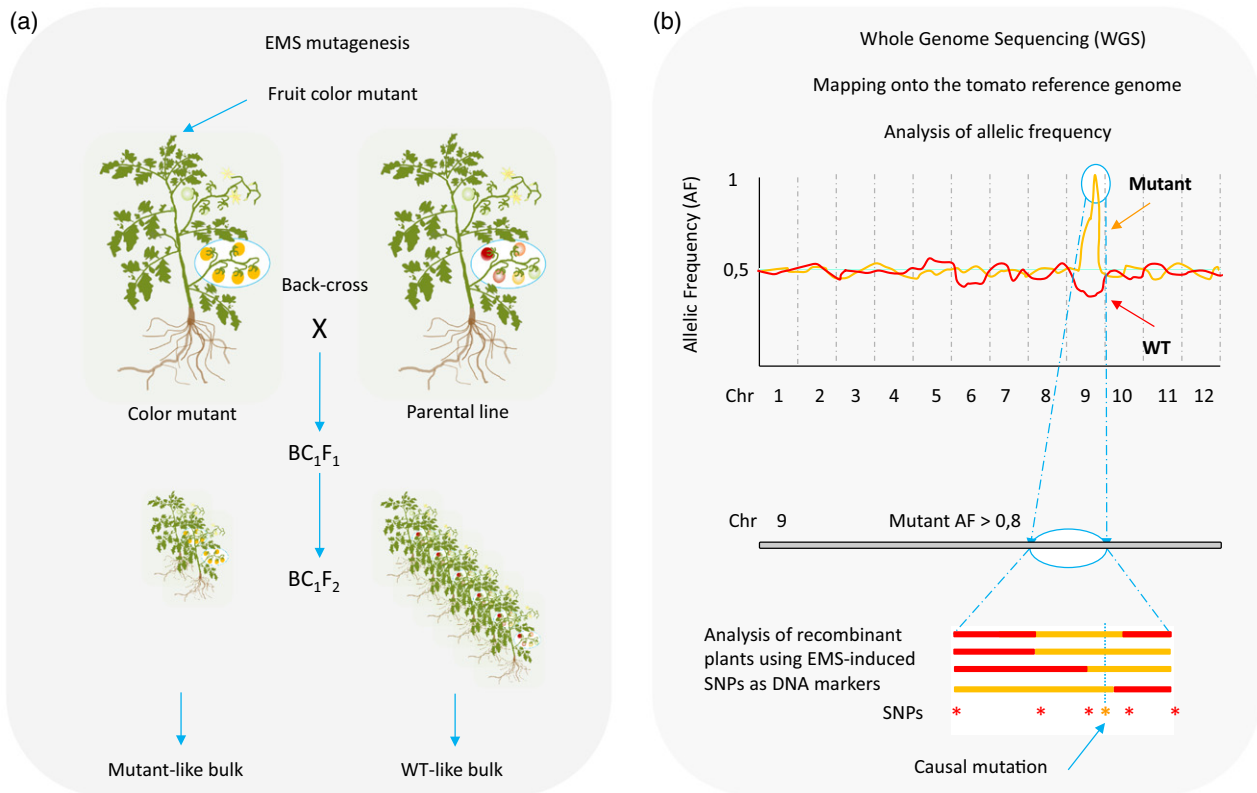 (a)
EMS mutagenesis
Fruit color mutant
Back-cross
X
Color mutant
Parental line
BC₁F₁
BC₁F₂
Mutant-like bulk
WT-like bulk
(b)
Whole Genome Sequencing (WGS)
Mapping onto the tomato reference genome
Analysis of allelic frequency
Allelic Frequency (AF)
1
0,5
Mutant
WT
Chr 1 2 3 4 5 6 7 8 9 10 11 12
Chr 9
Mutant AF > 0,8
Analysis of recombinant
plants using EMS-induced
SNPs as DNA markers
SNPs * * * * * *
Causal mutation